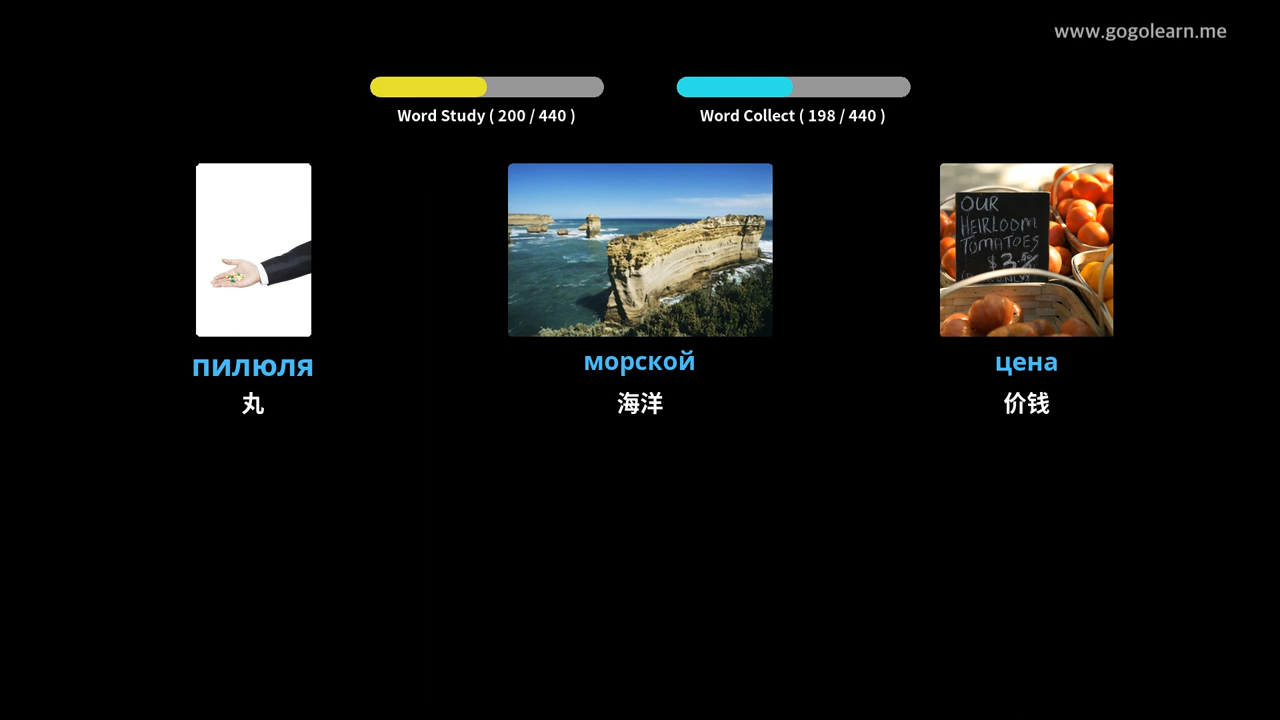 www.gogolearn.me
Word Study ( 200 / 440 )
Word Collect ( 198 / 440 )
OUR
HEIRLOOM
TOMATOES
$3.
пилюля
морской
цена
丸
海洋
价钱